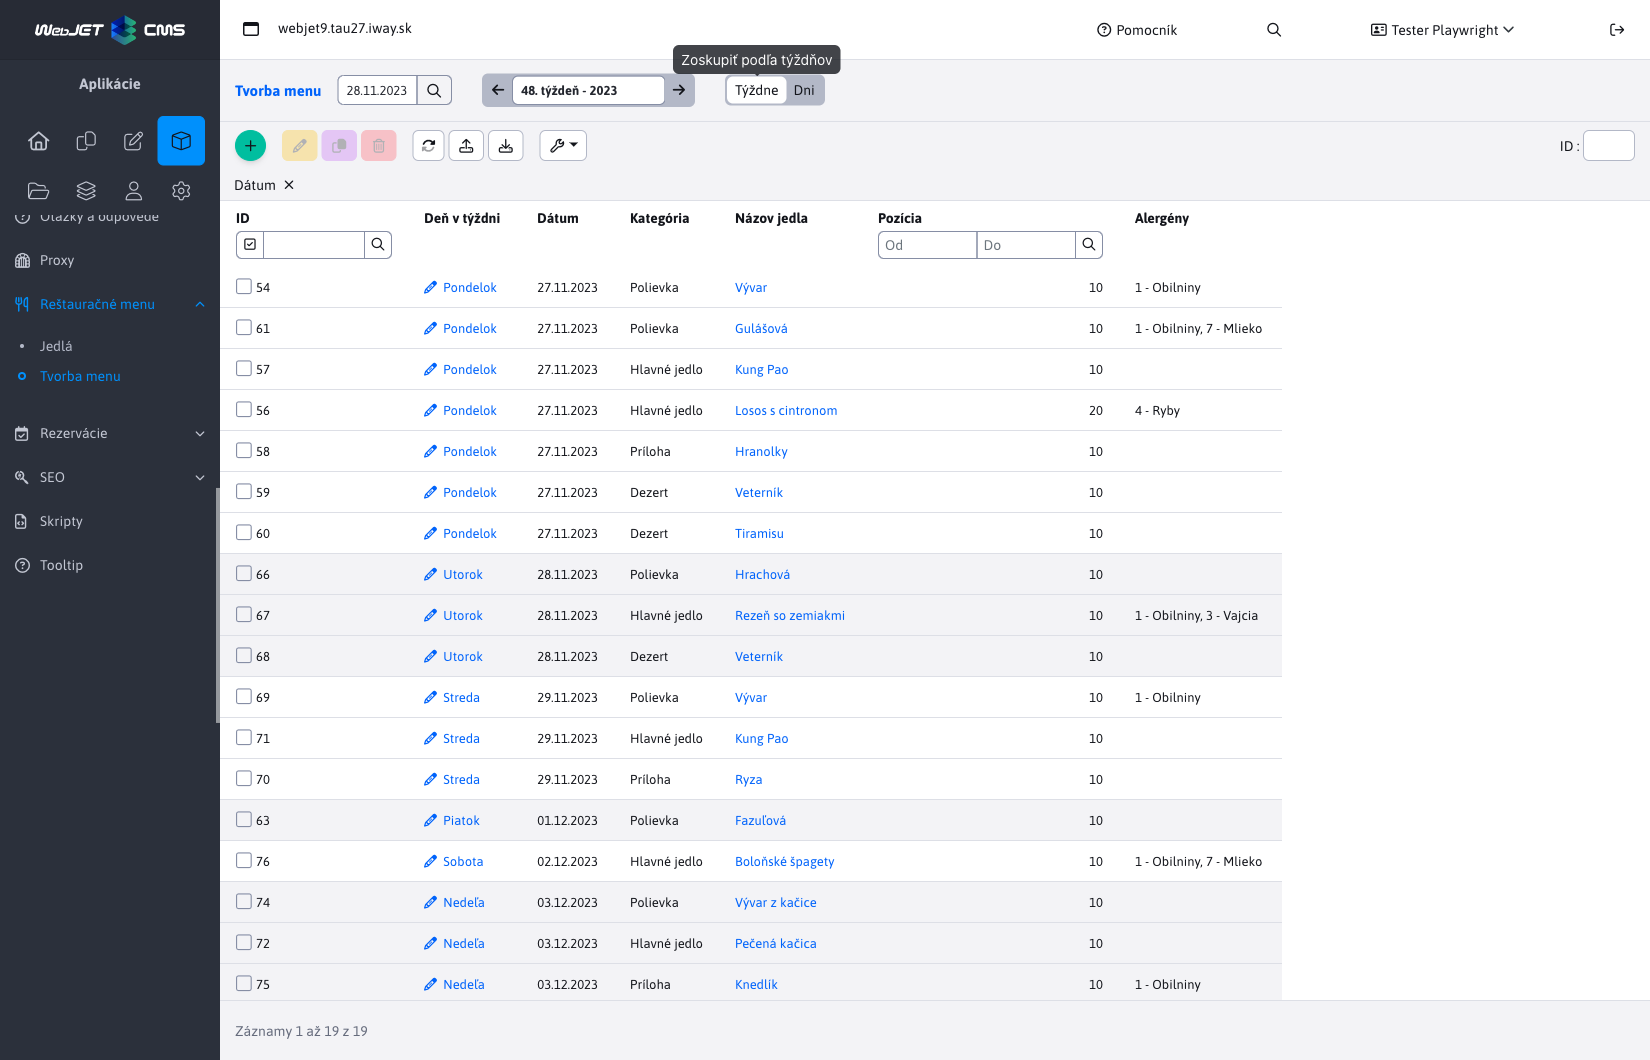 WebJET CMS
webjet9.tau27.iway.sk
Pomocník
Tester Playwright
Aplikácie
Zoskupiť podľa týždňov
Tvorba menu
28.11.2023
48. týždeň - 2023
Týždne
Dni
ID :
Dátum ×
Otázky a odpovede
Proxy
Reštauračné menu
Jedlá
Tvorba menu
Rezervácie
SEO
Skripty
Tooltip
ID Deň v týždni Dátum Kategória Názov jedla Pozícia Alergény
Od Do
54 Pondelok 27.11.2023 Polievka Vývar 10 1 - Obilniny
61 Pondelok 27.11.2023 Polievka Gulášová 10 1 - Obilniny, 7 - Mlieko
57 Pondelok 27.11.2023 Hlavné jedlo Kung Pao 10
56 Pondelok 27.11.2023 Hlavné jedlo Losos s cintronom 20 4 - Ryby
58 Pondelok 27.11.2023 Príloha Hranolky 10
59 Pondelok 27.11.2023 Dezert Veterník 10
60 Pondelok 27.11.2023 Dezert Tiramisu 10
66 Utorok 28.11.2023 Polievka Hrachová 10
67 Utorok 28.11.2023 Hlavné jedlo Rezeň so zemiakmi 10 1 - Obilniny, 3 - Vajcia
68 Utorok 28.11.2023 Dezert Veterník 10
69 Streda 29.11.2023 Polievka Vývar 10 1 - Obilniny
71 Streda 29.11.2023 Hlavné jedlo Kung Pao 10
70 Streda 29.11.2023 Príloha Ryza 10
63 Piatok 01.12.2023 Polievka Fazuľová 10
76 Sobota 02.12.2023 Hlavné jedlo Boloňské špagety 10 1 - Obilniny, 7 - Mlieko
74 Nedeľa 03.12.2023 Polievka Vývar z kačice 10
72 Nedeľa 03.12.2023 Hlavné jedlo Pečená kačica 10
75 Nedeľa 03.12.2023 Príloha Knedlík 10 1 - Obilniny
Záznamy 1 až 19 z 19